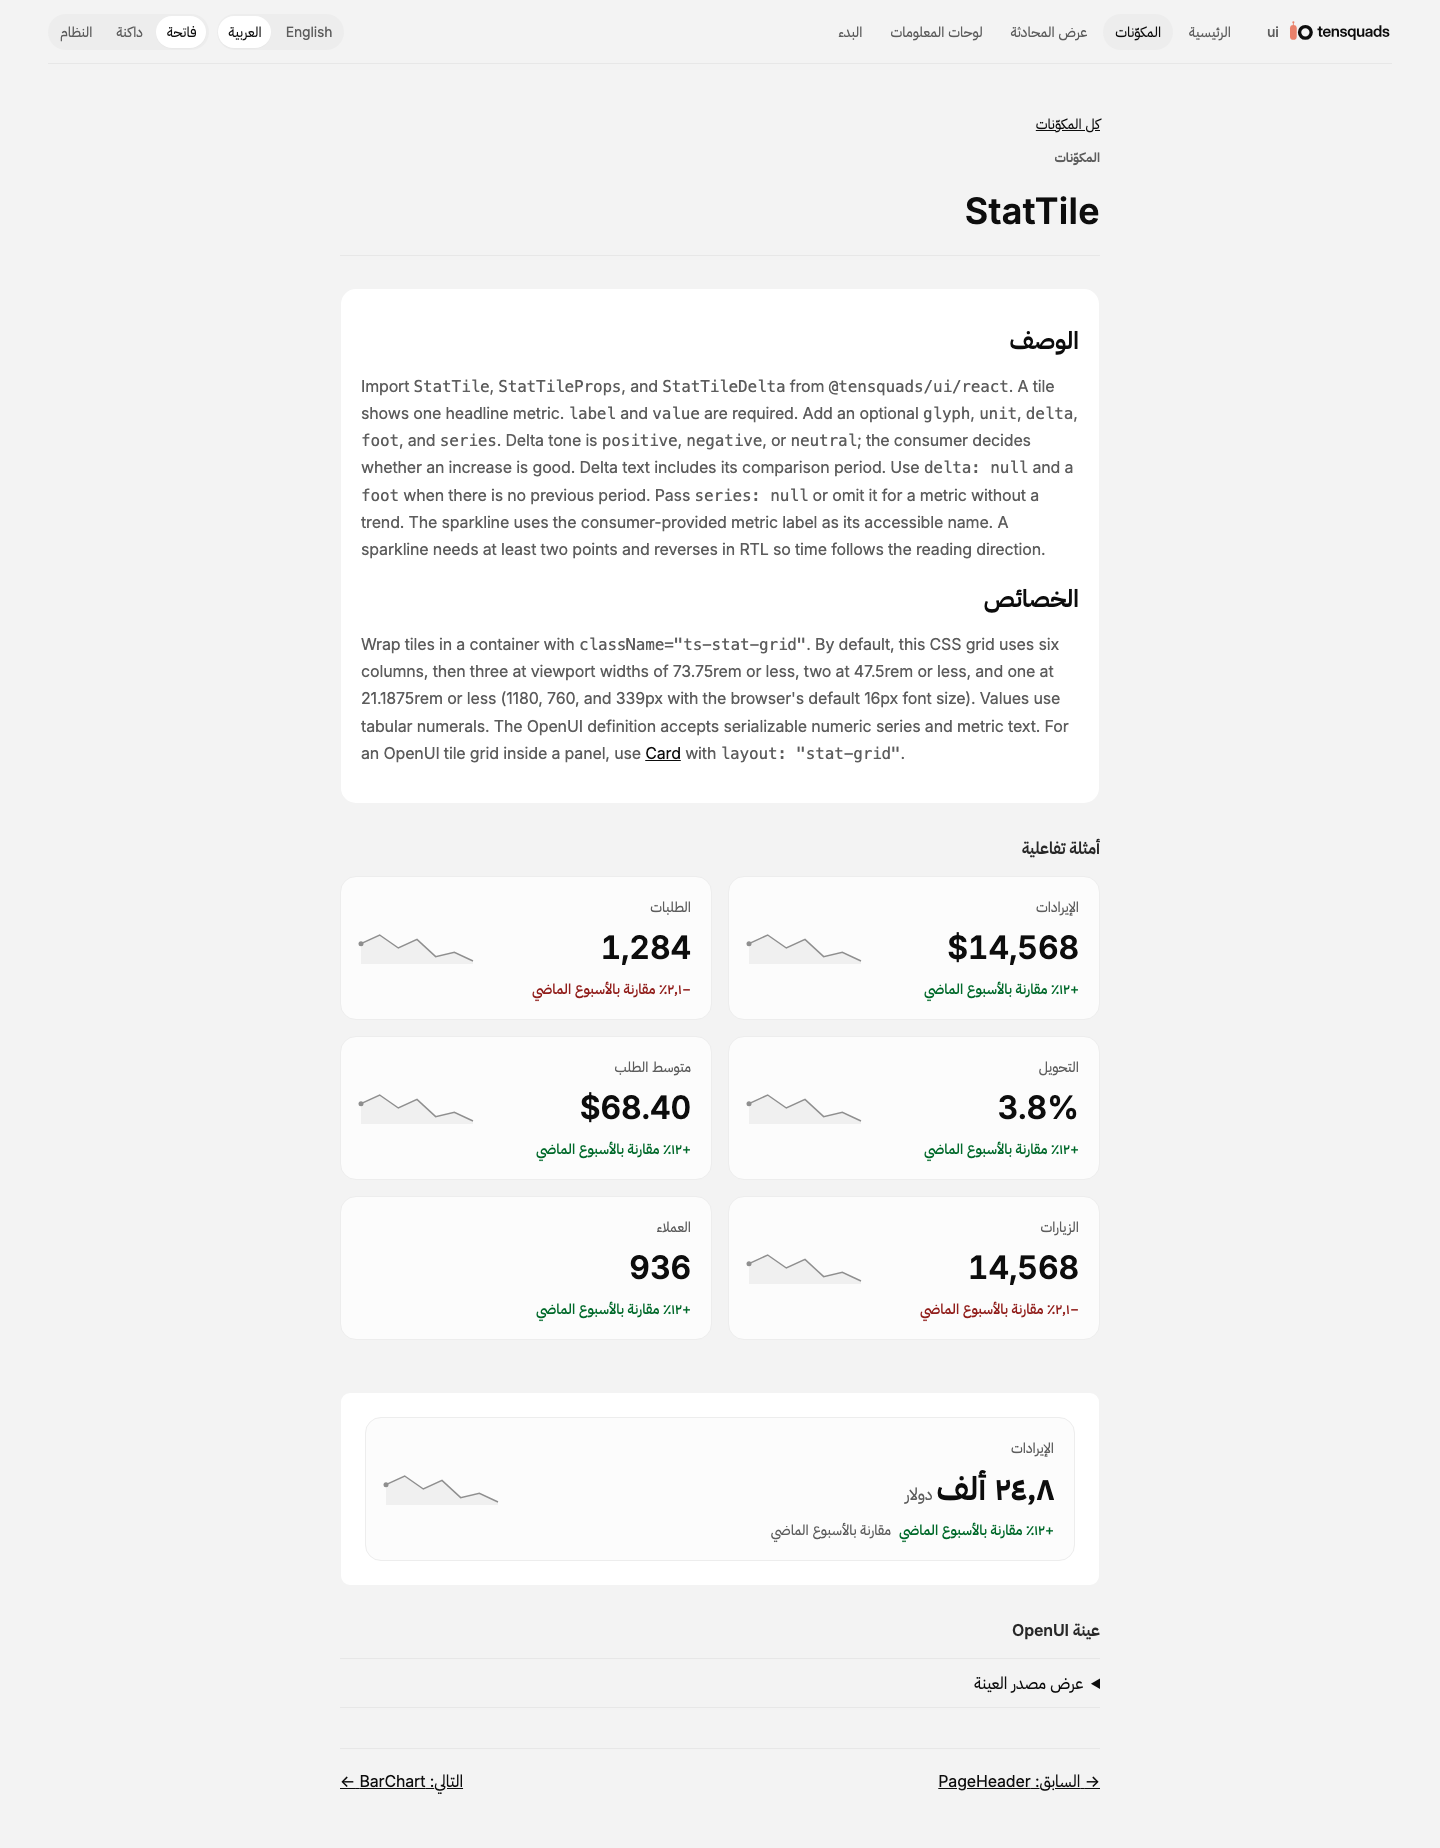 tensquads ui
الرئيسية
المكوّنات
عرض المحادثة
لوحات المعلومات
البدء
English
العربية
فاتحة
داكنة
النظام
كل المكوّنات
المكوّنات
StatTile
الوصف
Import StatTile, StatTileProps, and StatTileDelta from @tensquads/ui/react. A tile
shows one headline metric. label and value are required. Add an optional glyph, unit, delta,
foot, and series. Delta tone is positive, negative, or neutral; the consumer decides
whether an increase is good. Delta text includes its comparison period. Use delta: null and a
foot when there is no previous period. Pass series: null or omit it for a metric without a
trend. The sparkline uses the consumer-provided metric label as its accessible name. A
sparkline needs at least two points and reverses in RTL so time follows the reading direction.
الخصائص
Wrap tiles in a container with className="ts-stat-grid". By default, this CSS grid uses six
columns, then three at viewport widths of 73.75rem or less, two at 47.5rem or less, and one at
21.1875rem or less (1180, 760, and 339px with the browser's default 16px font size). Values use
tabular numerals. The OpenUI definition accepts serializable numeric series and metric text. For
an OpenUI tile grid inside a panel, use Card with layout: "stat-grid".
أمثلة تفاعلية
الإيرادات
$14,568
+١٢٪ مقارنة بالأسبوع الماضي
الطلبات
1,284
−٢,١٪ مقارنة بالأسبوع الماضي
التحويل
3.8%
+١٢٪ مقارنة بالأسبوع الماضي
متوسط الطلب
$68.40
+١٢٪ مقارنة بالأسبوع الماضي
الزيارات
14,568
−٢,١٪ مقارنة بالأسبوع الماضي
العملاء
936
+١٢٪ مقارنة بالأسبوع الماضي
الإيرادات
٢٤,٨ ألف دولار
+١٢٪ مقارنة بالأسبوع الماضي مقارنة بالأسبوع الماضي
عينة OpenUI
عرض مصدر العينة
→ السابق: PageHeader
التالي: BarChart ←